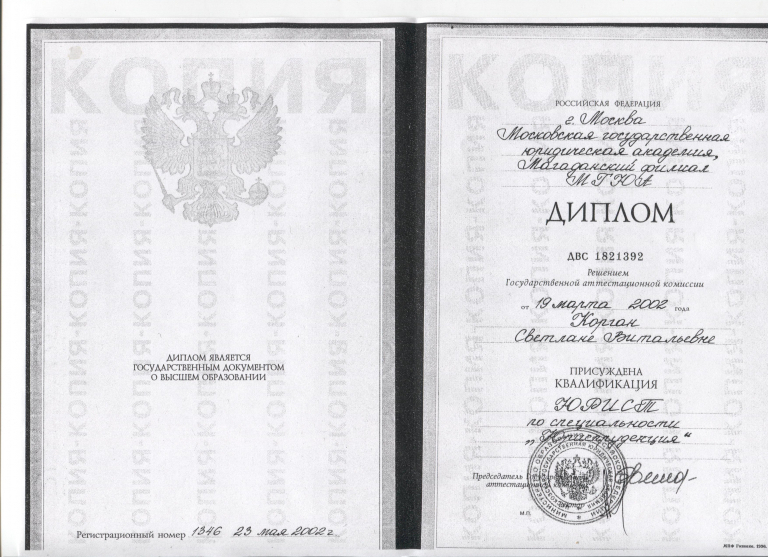 КОПИЯ
КОПИЯ
ДИПЛОМ ЯВЛЯЕТСЯ
ГОСУДАРСТВЕННЫМ ДОКУМЕНТОМ
О ВЫСШЕМ ОБРАЗОВАНИИ
Регистрационный номер 1346 23 мая 2002 г.
РОССИЙСКАЯ ФЕДЕРАЦИЯ
г. Москва
Московская государственная
юридическая академия,
Магаданский филиал
МГЮА
ДИПЛОМ
ДВС 1821392
Решением
Государственной аттестационной комиссии
от 19 марта 2002 года
Корган
Светлане Витальевне
ПРИСУЖДЕНА
КВАЛИФИКАЦИЯ
ЮРИСТ
по специальности
„Юриспруденция“
Председатель
аттестационной
М.П.